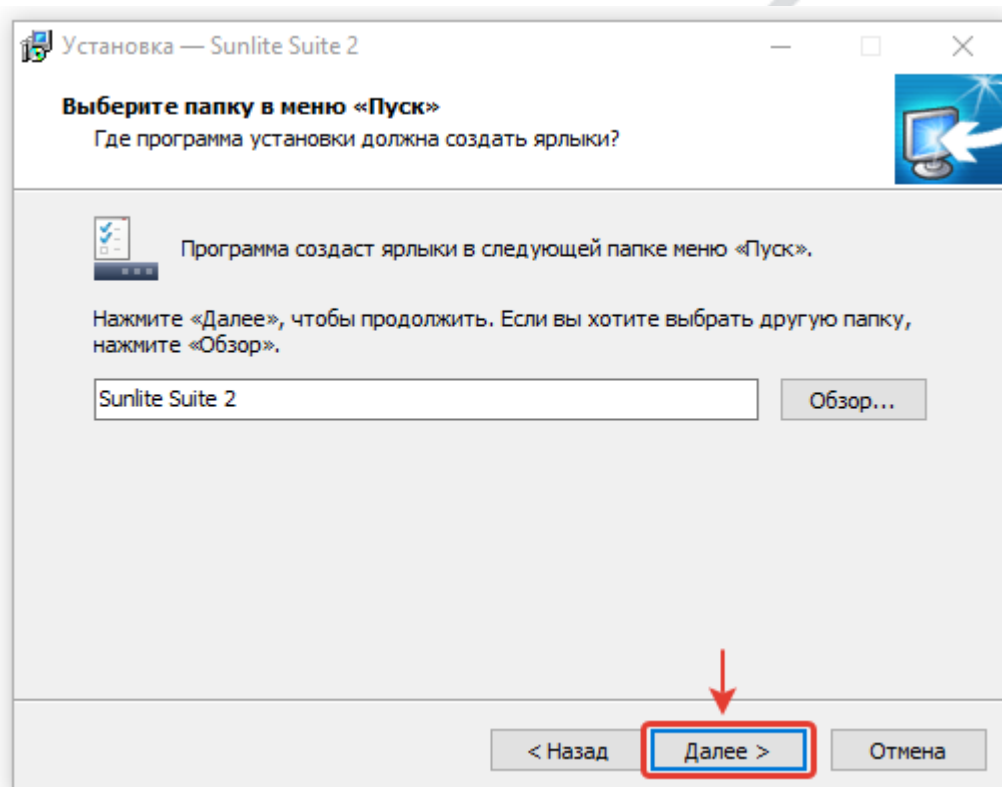 Установка — Sunlite Suite 2
Выберите папку в меню «Пуск»
Где программа установки должна создать ярлыки?
Программа создаст ярлыки в следующей папке меню «Пуск».
Нажмите «Далее», чтобы продолжить. Если вы хотите выбрать другую папку,
нажмите «Обзор».
Sunlite Suite 2
Обзор...
< Назад
Далее >
Отмена